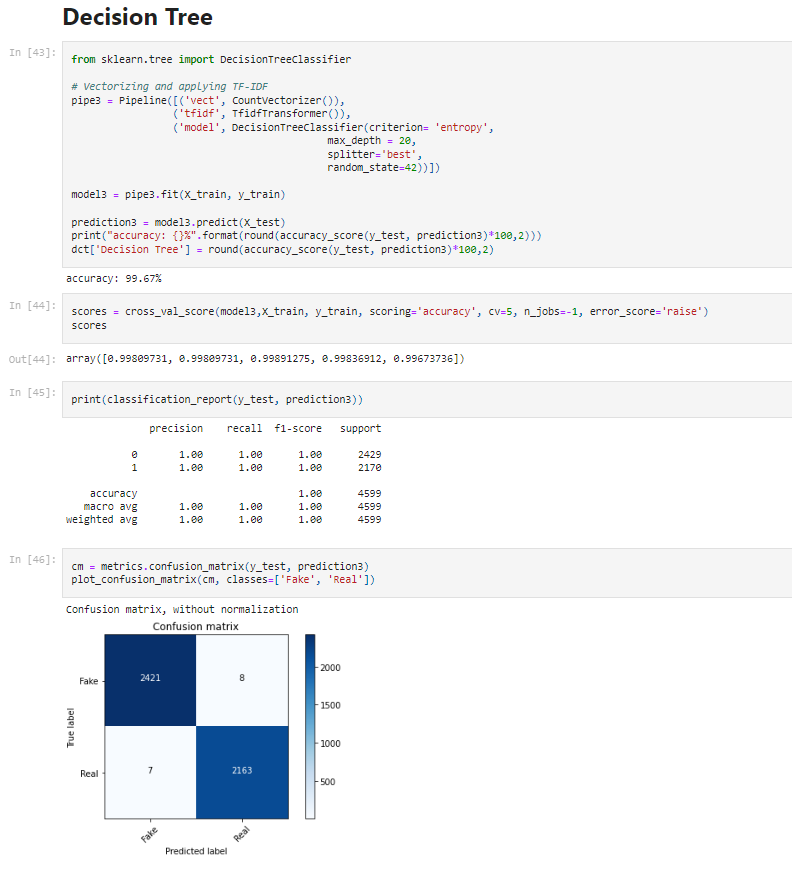 Decision Tree
In [43]:
from sklearn.tree import DecisionTreeClassifier
# Vectorizing and applying TF-IDF
pipe3 = Pipeline([('vect', CountVectorizer()),
('tfidf', TfidfTransformer()),
('model', DecisionTreeClassifier(criterion= 'entropy',
max_depth = 20,
splitter='best',
random_state=42))])
model3 = pipe3.fit(X_train, y_train)
prediction3 = model3.predict(X_test)
print("accuracy: {}%".format(round(accuracy_score(y_test, prediction3)*100,2)))
dct['Decision Tree'] = round(accuracy_score(y_test, prediction3)*100,2)
accuracy: 99.67%
In [44]:
scores = cross_val_score(model3,X_train, y_train, scoring='accuracy', cv=5, n_jobs=-1, error_score='raise')
scores
Out[44]: array([0.99809731, 0.99809731, 0.99891275, 0.99836912, 0.99673736])
In [45]:
print(classification_report(y_test, prediction3))
precision recall f1-score support
0 1.00 1.00 1.00 2429
1 1.00 1.00 1.00 2170
accuracy 1.00 4599
macro avg 1.00 1.00 1.00 4599
weighted avg 1.00 1.00 1.00 4599
In [46]:
cm = metrics.confusion_matrix(y_test, prediction3)
plot_confusion_matrix(cm, classes=['Fake', 'Real'])
Confusion matrix, without normalization
Confusion matrix
True label
Fake 2421 8
Real 7 2163
Fake Real
Predicted label
2000
1500
1000
500